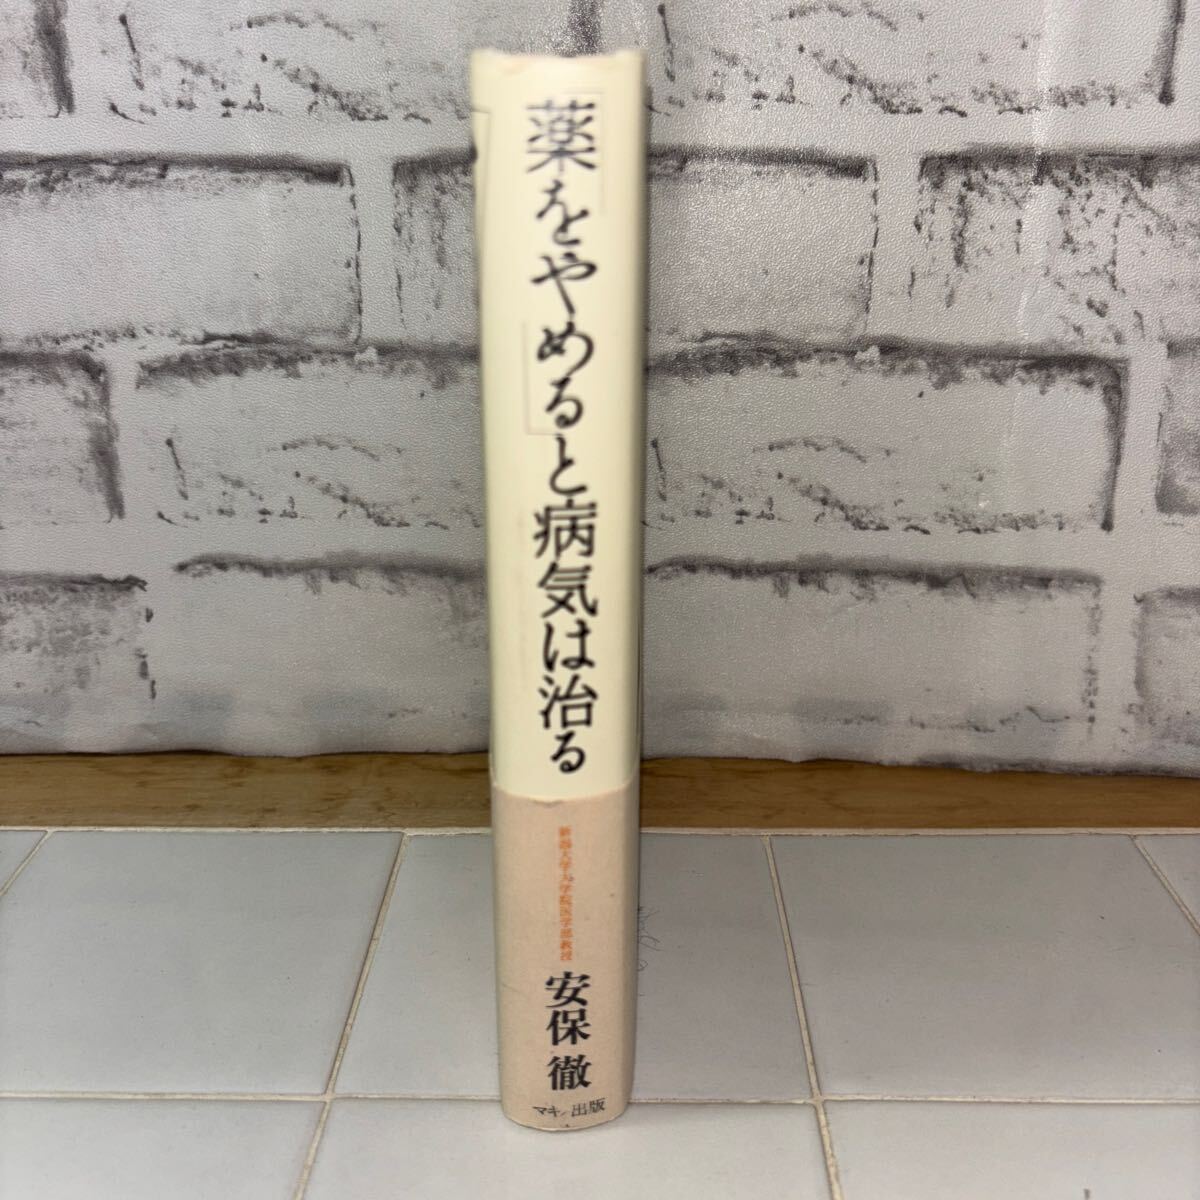 「薬をやめる」と病気は治る
新潟大学大学院医学部教授
安保 徹
マキノ出版